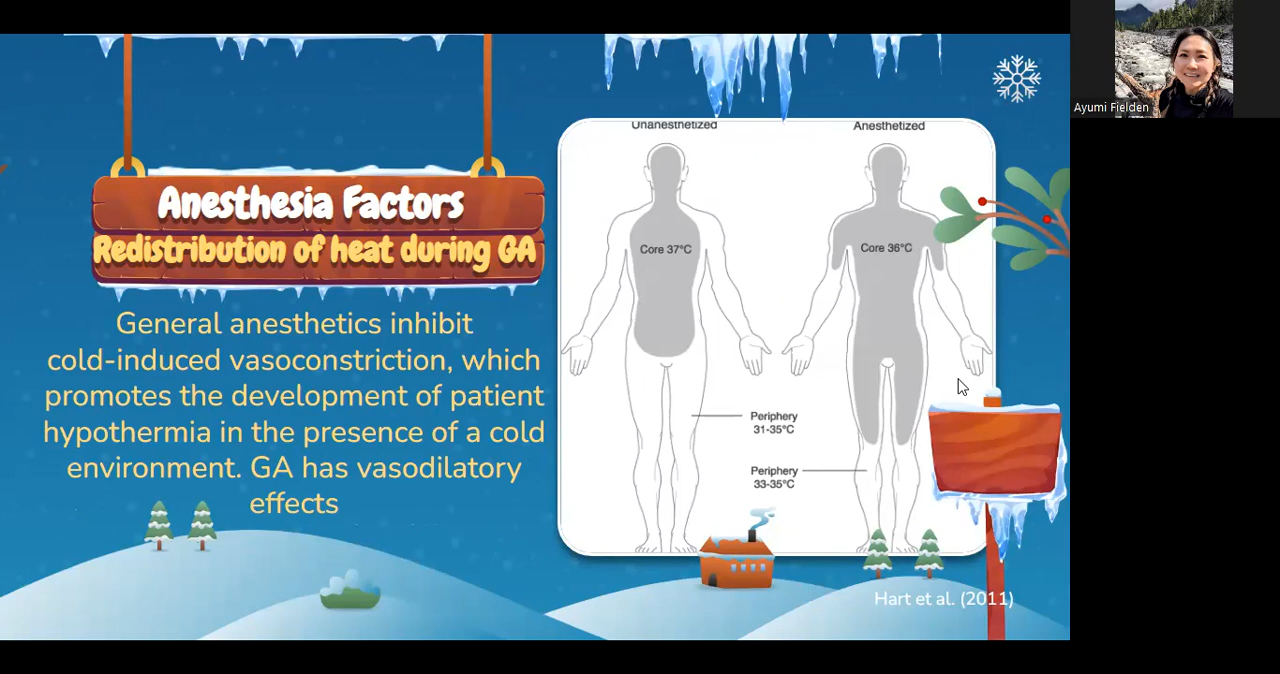 Anesthesia Factors
Redistribution of heat during GA
General anesthetics inhibit
cold-induced vasoconstriction, which
promotes the development of patient
hypothermia in the presence of a cold
environment. GA has vasodilatory
effects
Unanesthetized
Anesthetized
Core 37°C
Core 36°C
Periphery
31-35°C
Periphery
33-35°C
Hart et al. (2011)
Ayumi Fielden